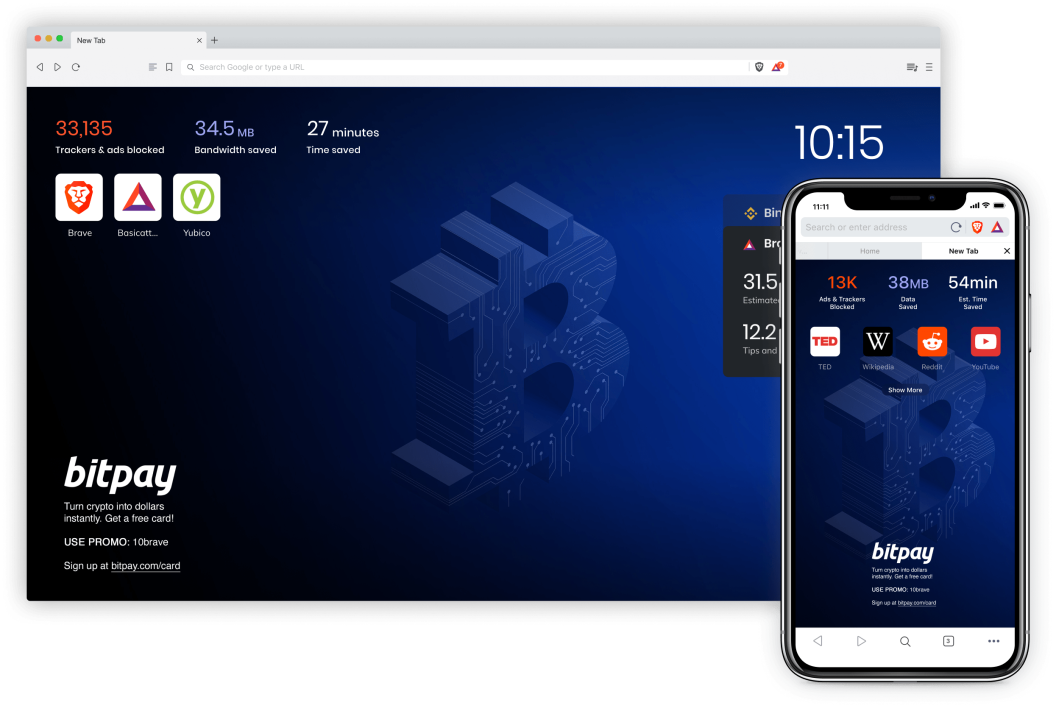 New Tab
Search Google or type a URL
33,135
Trackers & ads blocked
34.5 MB
Bandwidth saved
27 minutes
Time saved
10:15
Brave
Basicatt...
Yubico
Bin
Bra
31.5
Estimated
12.2
Tips and
bitpay
Turn crypto into dollars
instantly. Get a free card!
USE PROMO: 10brave
Sign up at bitpay.com/card
11:11
Search or enter address
Home
New Tab
13K
Ads & Trackers
Blocked
38MB
Data
Saved
54min
Est. Time
Saved
TED
W
TED
Wikipedia
Reddit
YouTube
Show More
bitpay
Turn crypto into dollars
instantly. Get a free card!
USE PROMO: 10brave
Sign up at bitpay.com/card
3